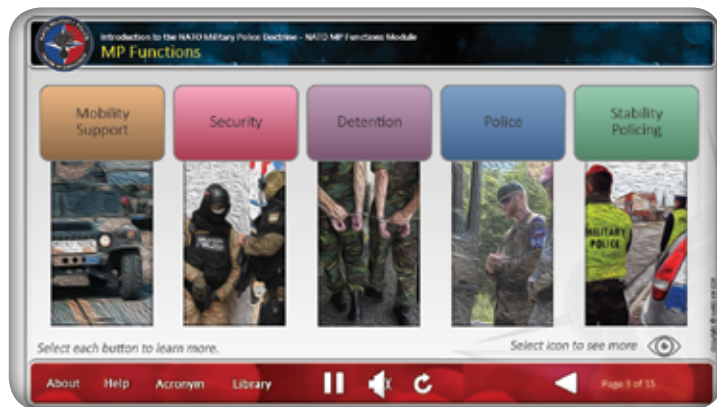 Introduction to the NATO Military Police Doctrine - NATO MP Functions Module
MP Functions
Mobility
Support
Security
Detention
Police
Stability
Policing
MILITARY
POLICE
Select each button to learn more.
Select icon to see more
About
Help
Acronym
Library
Page 3 of 15